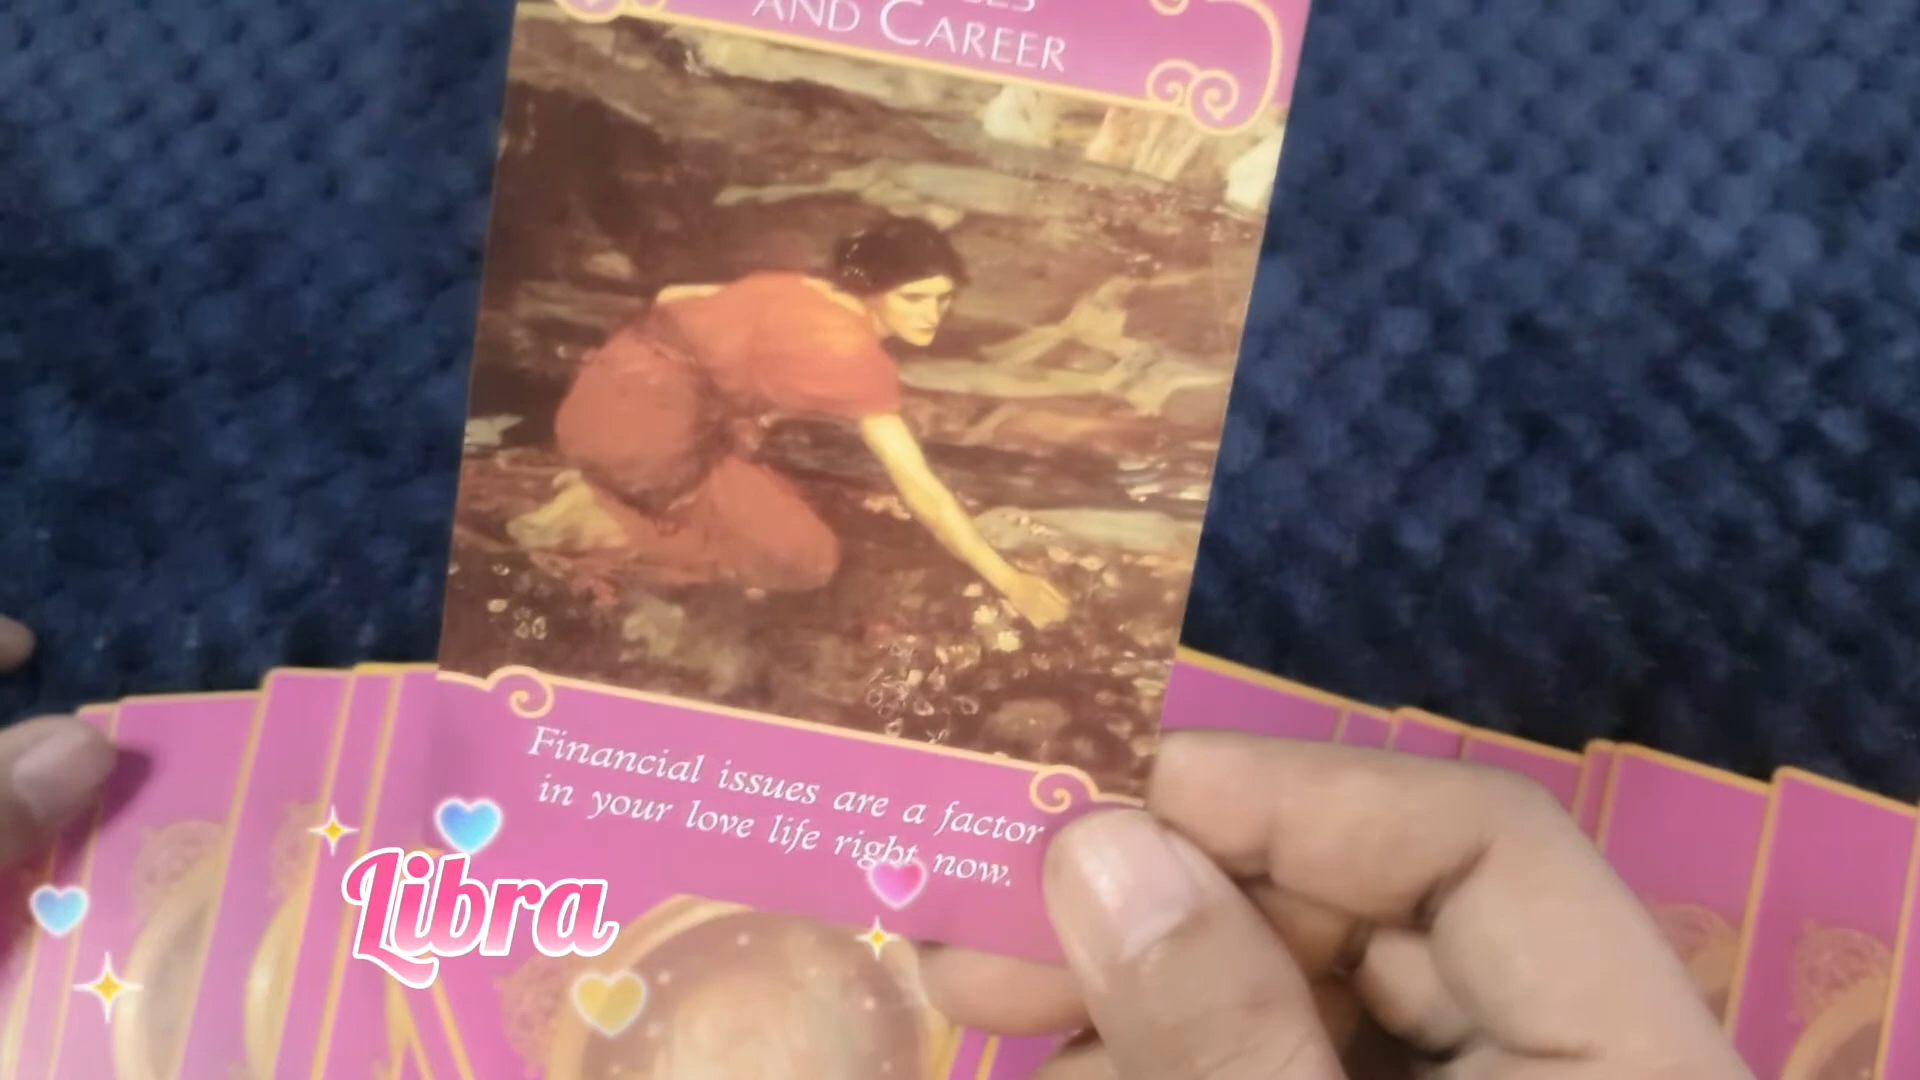 AND CAREER
Financial issues are a factor
in your love life right now.
Libra